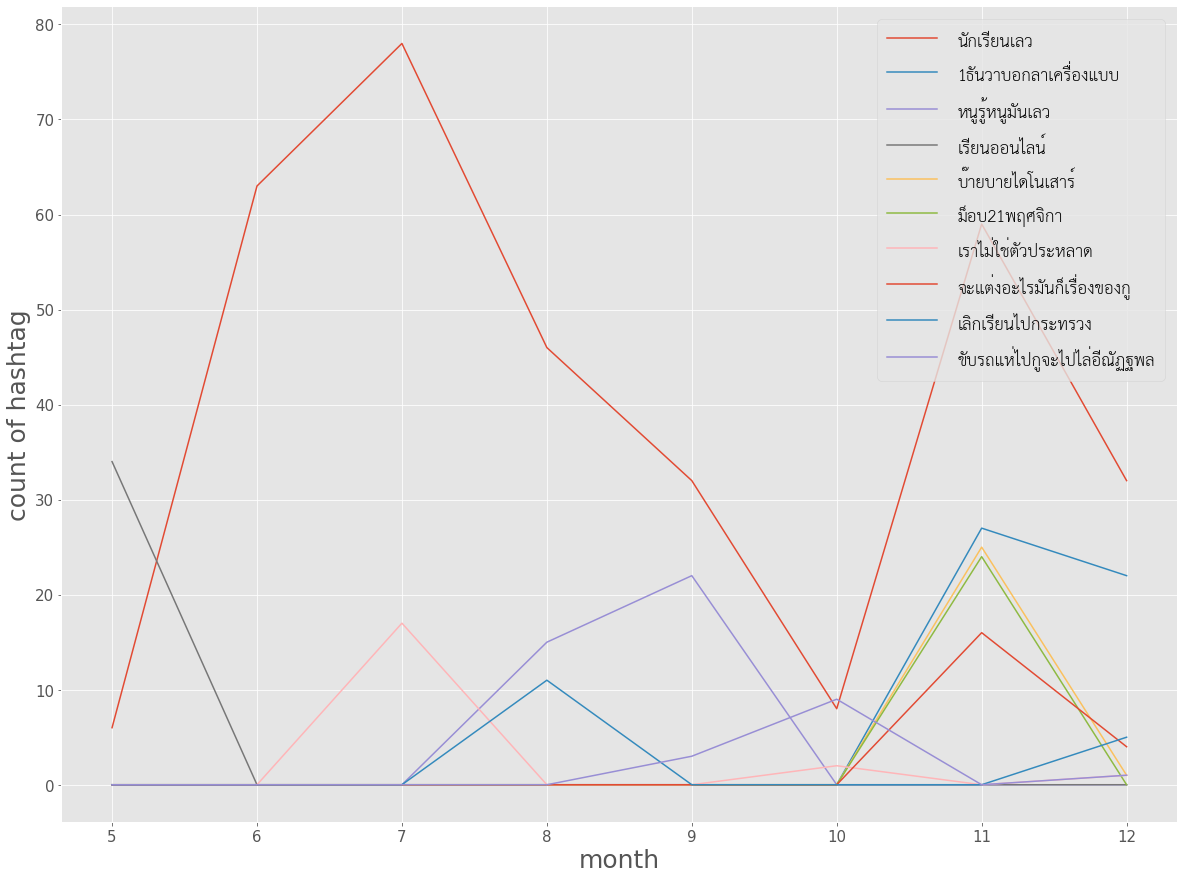 80
70
60
50
40
30
20
10
0
count of hashtag
5 6 7 8 9 10 11 12
month
นักเรียนเลว
1ธันวาบอกลาเครื่องแบบ
หนูรู้หนูมันเลว
เรียนออนไลน์
บ๊ายบายไดโนเสาร์
ม็อบ21พฤศจิกา
เราไม่ใช่ตัวประหลาด
จะแต่งอะไรมันก็เรื่องของกู
เลิกเรียนไปกระทรวง
ขับรถแห่ไปกูจะไปไล่อีณัฏฐพล